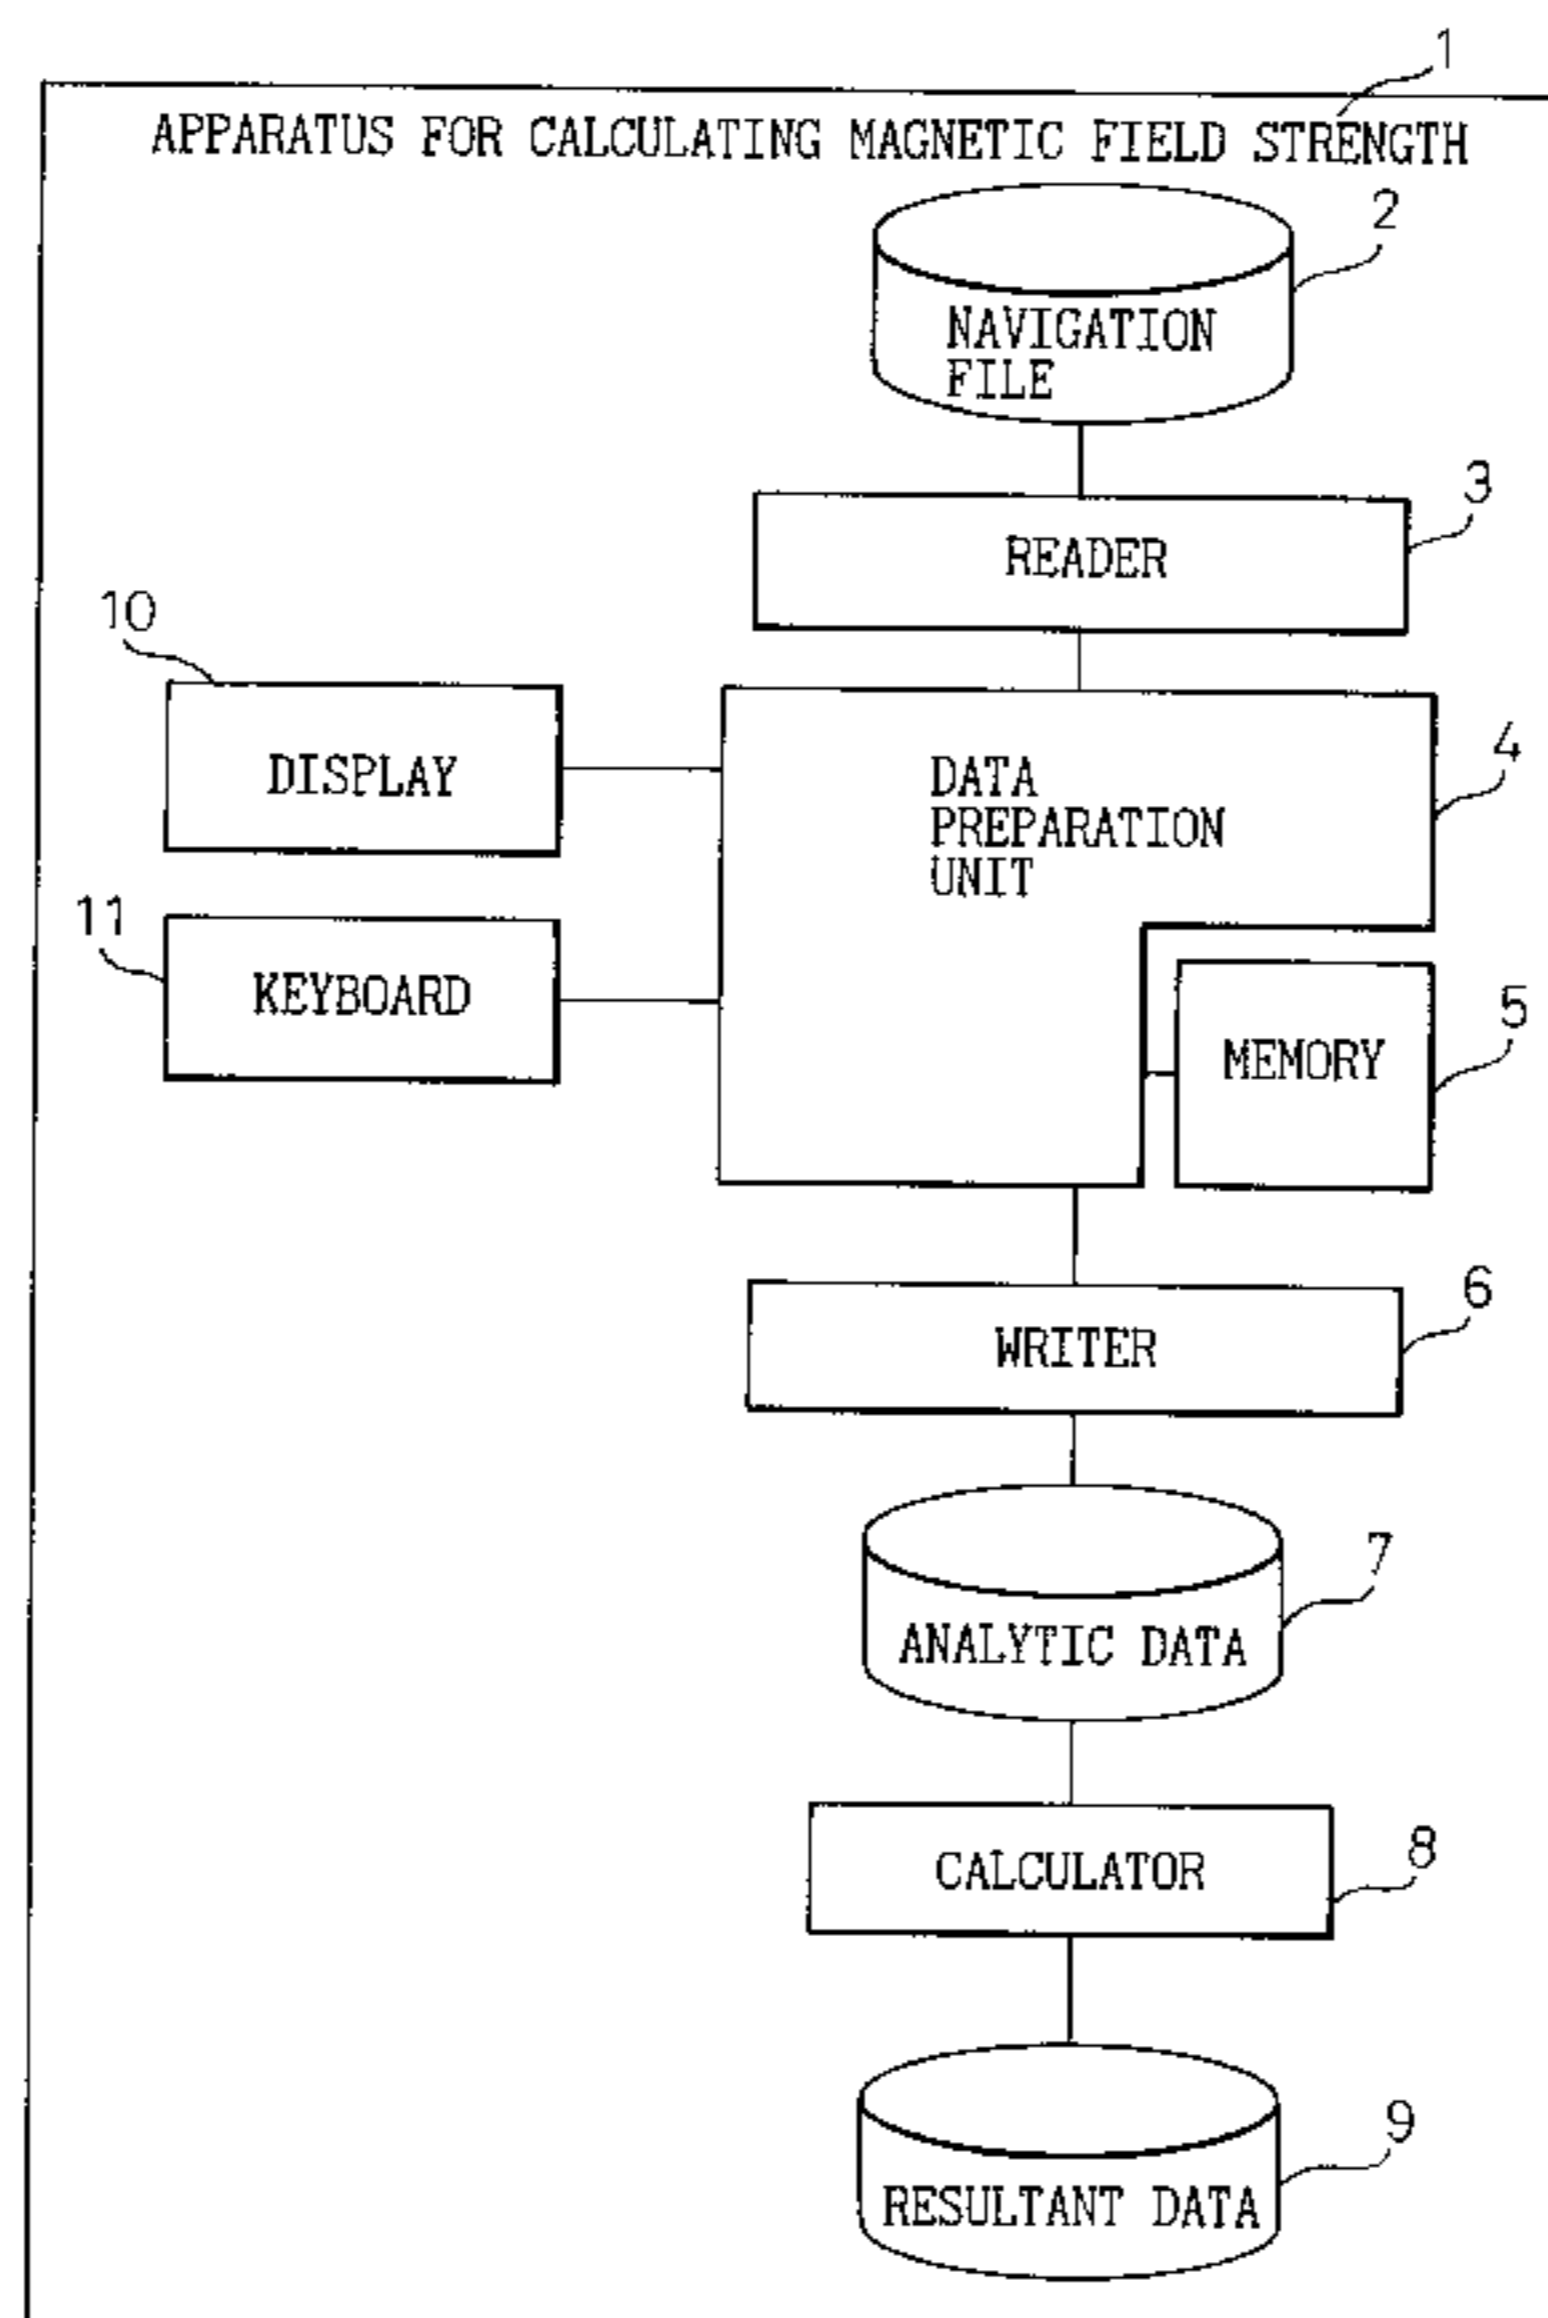 1
APPARATUS FOR CALCULATING MAGNETIC FIELD STRENGTH
2
NAVIGATION
FILE
3
READER
10
DISPLAY
4
DATA
PREPARATION
UNIT
11
KEYBOARD
5
MEMORY
6
WRITER
7
ANALYTIC DATA
8
CALCULATOR
9
RESULTANT DATA